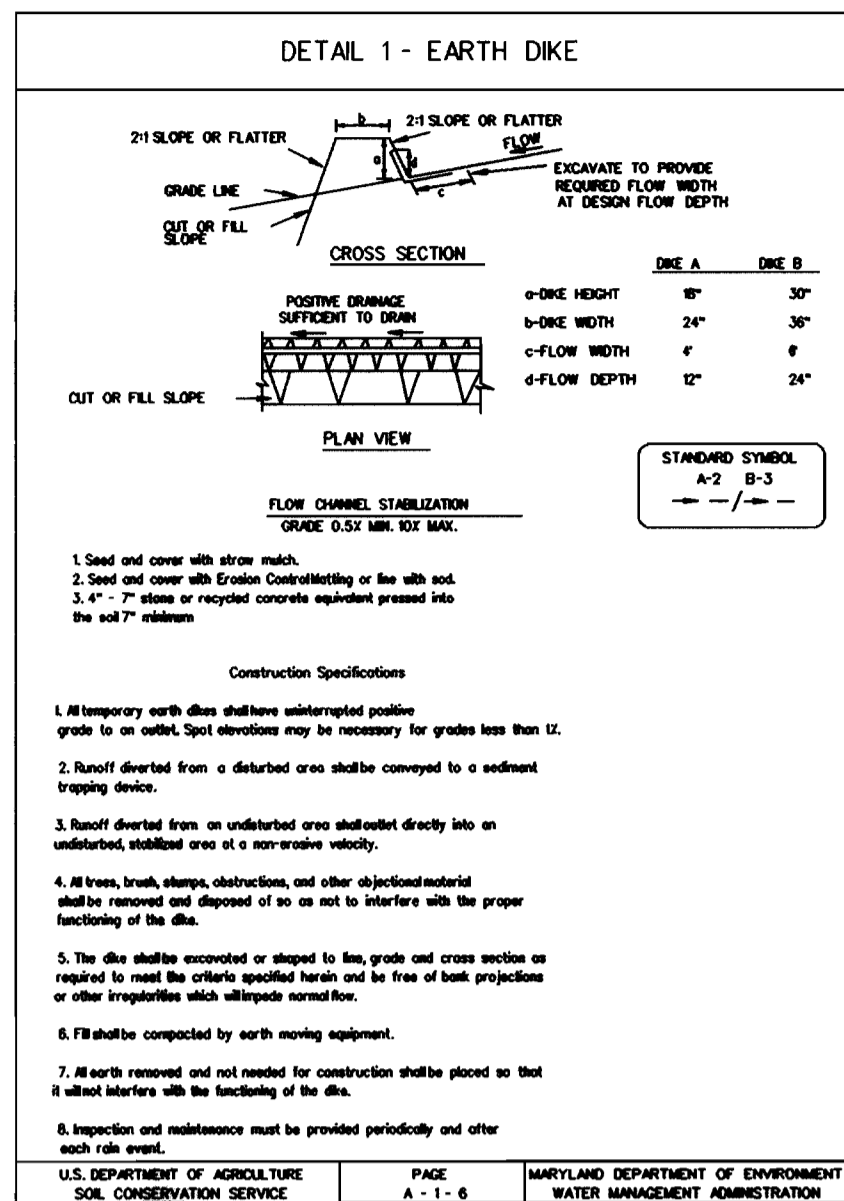 DETAIL 1 - EARTH DIKE
b
2:1 SLOPE OR FLATTER
2:1 SLOPE OR FLATTER
FLOW
a
d
c
GRADE LINE
EXCAVATE TO PROVIDE
REQUIRED FLOW WIDTH
AT DESIGN FLOW DEPTH
CUT OR FILL
SLOPE
CROSS SECTION
DIKE A DIKE B
a-DIKE HEIGHT 18" 30"
b-DIKE WIDTH 24" 36"
c-FLOW WIDTH 4' 6'
d-FLOW DEPTH 12" 24"
POSITIVE DRAINAGE
SUFFICIENT TO DRAIN
CUT OR FILL SLOPE
PLAN VIEW
STANDARD SYMBOL
A-2 B-3
/
FLOW CHANNEL STABILIZATION
GRADE 0.5% MIN. 10% MAX.
1. Seed and cover with straw mulch.
2. Seed and cover with Erosion Control Matting or line with sod.
3. 4" - 7" stone or recycled concrete equivalent pressed into
the soil 7" minimum
Construction Specifications
1. All temporary earth dikes shall have uninterrupted positive
grade to an outlet. Spot elevations may be necessary for grades less than 1%.
2. Runoff diverted from a disturbed area shall be conveyed to a sediment
trapping device.
3. Runoff diverted from an undisturbed area shall outlet directly into an
undisturbed, stabilized area at a non-erosive velocity.
4. All trees, brush, stumps, obstructions, and other objectional material
shall be removed and disposed of so as not to interfere with the proper
functioning of the dike.
5. The dike shall be excavated or shaped to line, grade and cross section as
required to meet the criteria specified herein and be free of bank projections
or other irregularities which will impede normal flow.
6. Fill shall be compacted by earth moving equipment.
7. All earth removed and not needed for construction shall be placed so that
it will not interfere with the functioning of the dike.
8. Inspection and maintenance must be provided periodically and after
each rain event.
U.S. DEPARTMENT OF AGRICULTURE
SOIL CONSERVATION SERVICE
PAGE
A - 1 - 6
MARYLAND DEPARTMENT OF ENVIRONMENT
WATER MANAGEMENT ADMINISTRATION